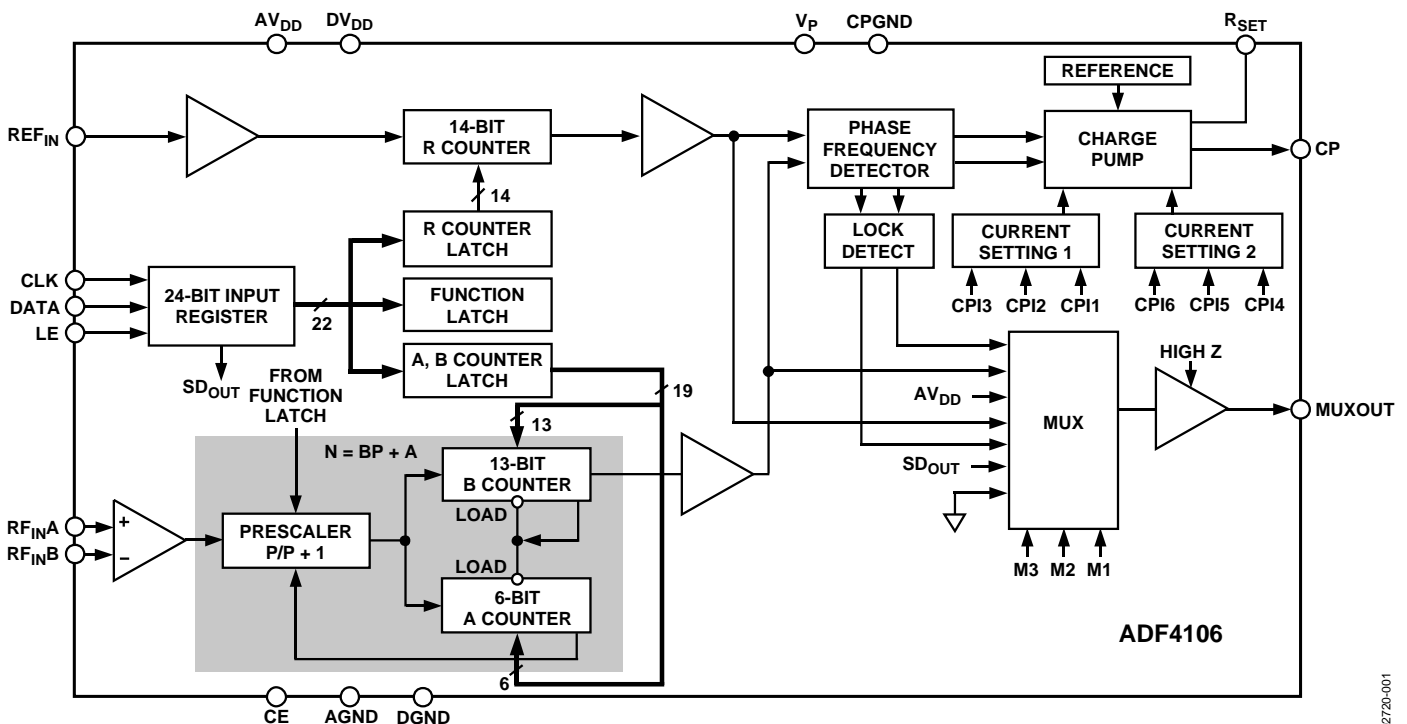 AVDD
DVDD
VP
CPGND
RSET
REFERENCE
REFIN
14-BIT
R COUNTER
PHASE
FREQUENCY
DETECTOR
CHARGE
PUMP
CP
14
R COUNTER
LATCH
LOCK
DETECT
CURRENT
SETTING 1
CURRENT
SETTING 2
CLK
DATA
LE
24-BIT INPUT
REGISTER
22
FUNCTION
LATCH
CPI3
CPI2
CPI1
CPI6
CPI5
CPI4
SDOUT
A, B COUNTER
LATCH
19
FROM
FUNCTION
LATCH
HIGH Z
AVDD
MUX
MUXOUT
13
N = BP + A
13-BIT
B COUNTER
SDOUT
LOAD
RFINA
RFINB
+
–
PRESCALER
P/P + 1
LOAD
6-BIT
A COUNTER
M3
M2
M1
ADF4106
6
CE
AGND
DGND
2720-001